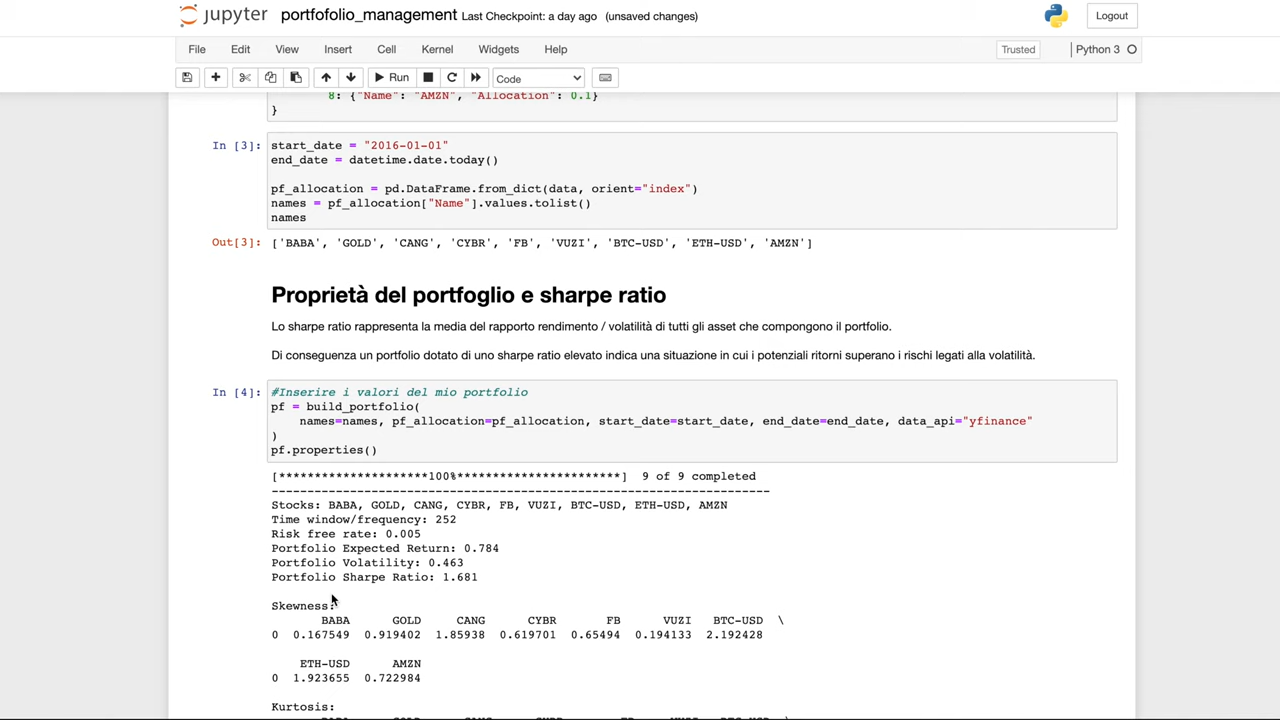 jupyter portfofolio_management Last Checkpoint: a day ago (unsaved changes) Logout
File Edit View Insert Cell Kernel Widgets Help Trusted Python 3
Run Code
8: {"Name": "AMZN", "Allocation": 0.1}
}
In [3]: start_date = "2016-01-01"
end_date = datetime.date.today()
pf_allocation = pd.DataFrame.from_dict(data, orient="index")
names = pf_allocation["Name"].values.tolist()
names
Out[3]: ['BABA', 'GOLD', 'CANG', 'CYBR', 'FB', 'VUZI', 'BTC-USD', 'ETH-USD', 'AMZN']
Proprietà del portfoglio e sharpe ratio
Lo sharpe ratio rappresenta la media del rapporto rendimento / volatilità di tutti gli asset che compongono il portfolio.
Di conseguenza un portfolio dotato di uno sharpe ratio elevato indica una situazione in cui i potenziali ritorni superano i rischi legati alla volatilità.
In [4]: #Inserire i valori del mio portfolio
pf = build_portfolio(
names=names, pf_allocation=pf_allocation, start_date=start_date, end_date=end_date, data_api="yfinance"
)
pf.properties()
[*********************100%***********************] 9 of 9 completed
----------------------------------------------------------------------
Stocks: BABA, GOLD, CANG, CYBR, FB, VUZI, BTC-USD, ETH-USD, AMZN
Time window/frequency: 252
Risk free rate: 0.005
Portfolio Expected Return: 0.784
Portfolio Volatility: 0.463
Portfolio Sharpe Ratio: 1.681
Skewness:
BABA GOLD CANG CYBR FB VUZI BTC-USD \
0 0.167549 0.919402 1.85938 0.619701 0.65494 0.194133 2.192428
ETH-USD AMZN
0 1.923655 0.722984
Kurtosis:
BABA GOLD CANG CYBR FB VUZI BTC-USD \